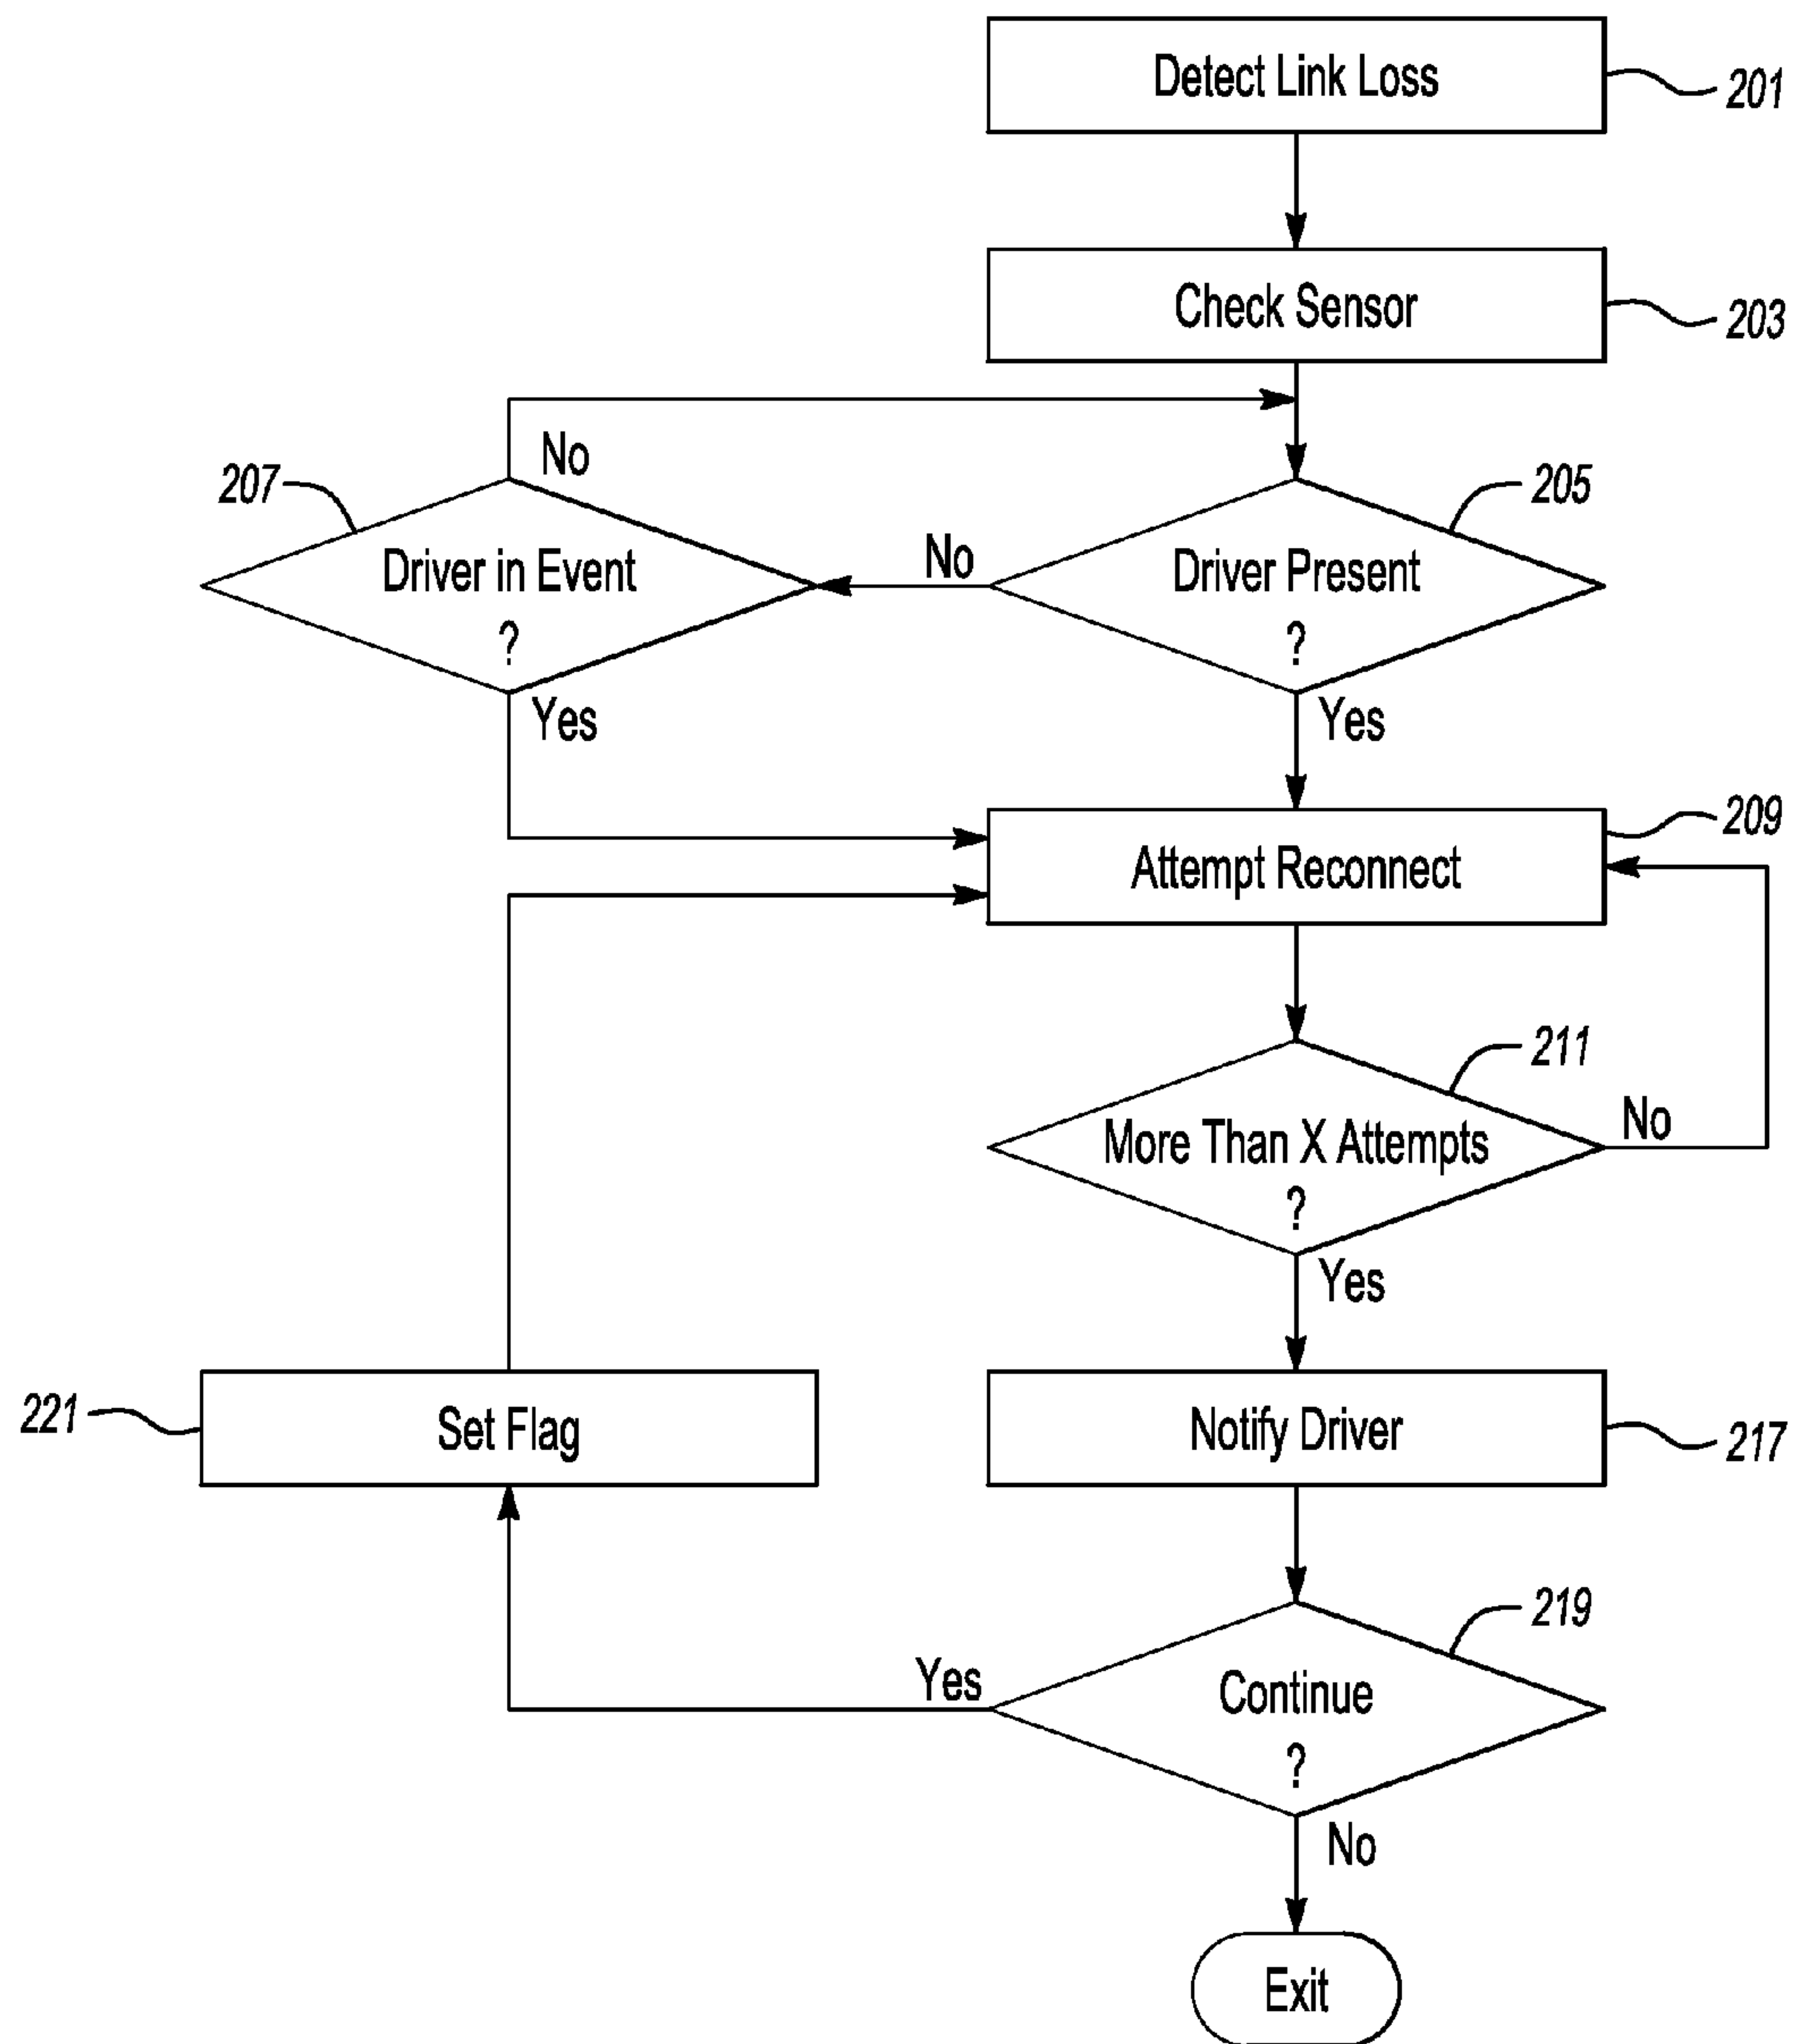 Detect Link Loss
201
Check Sensor
203
No
207
205
Driver in Event
?
No
Driver Present
?
Yes
Yes
209
Attempt Reconnect
211
More Than X Attempts
?
No
Yes
221
Set Flag
Notify Driver
217
219
Yes
Continue
?
No
Exit